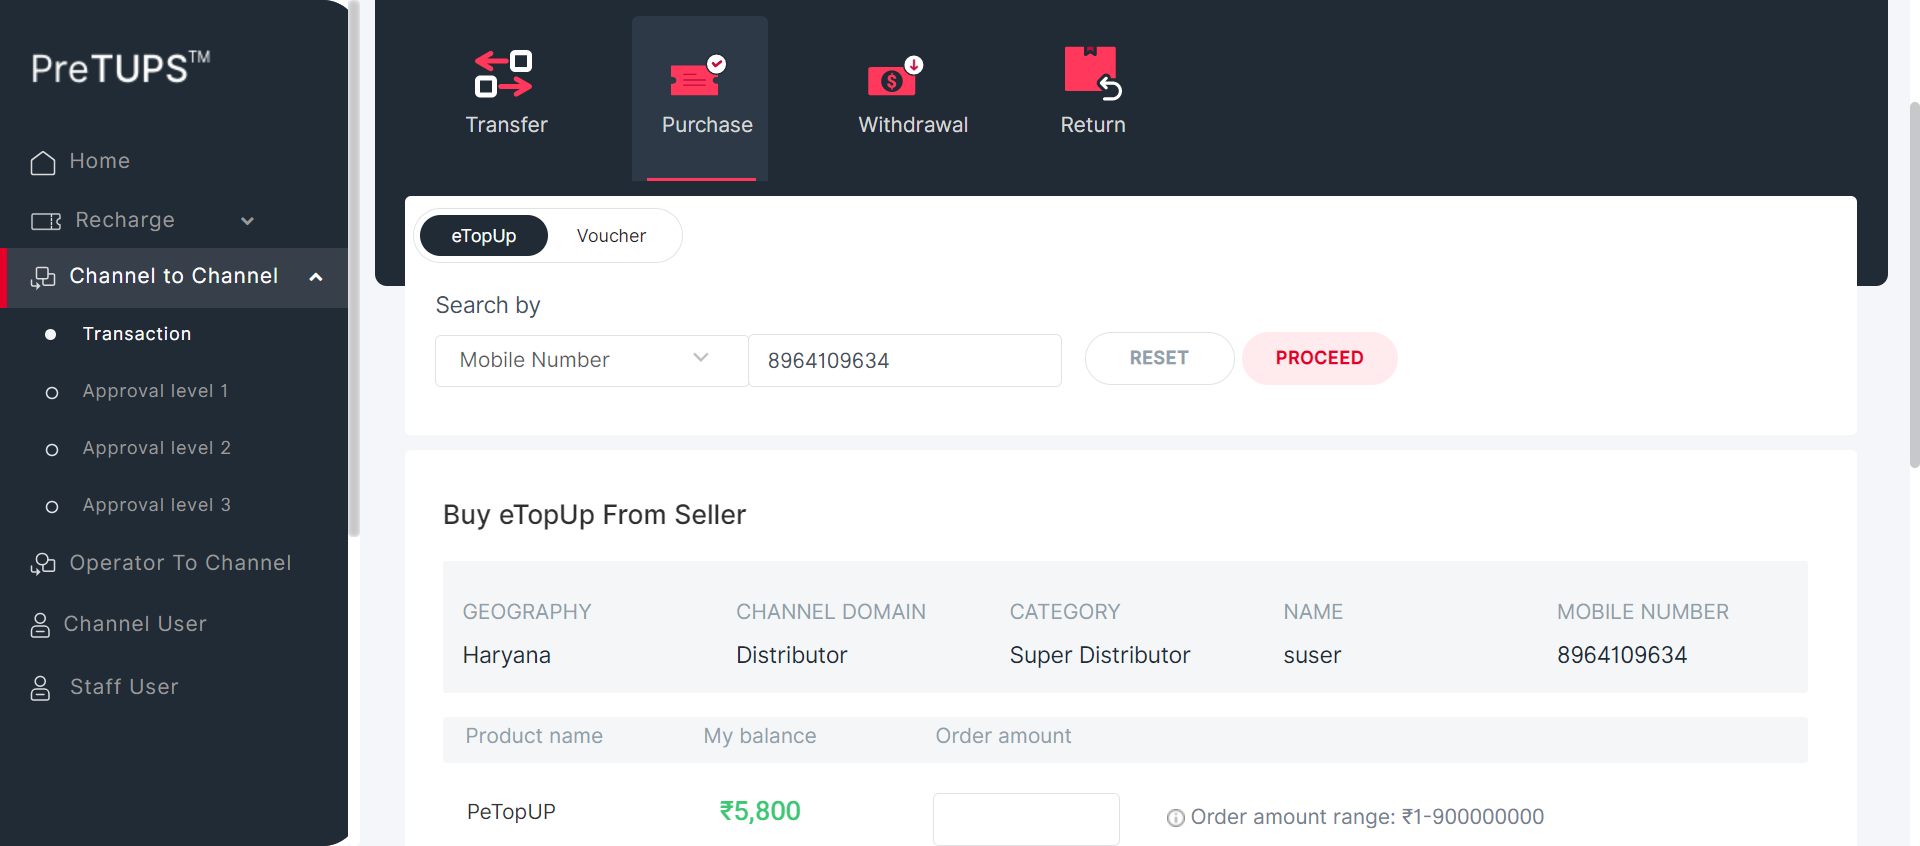 PreTUPS™
Home
Recharge
Channel to Channel
Transaction
Approval level 1
Approval level 2
Approval level 3
Operator To Channel
Channel User
Staff User
Transfer
Purchase
Withdrawal
Return
eTopUp
Voucher
Search by
Mobile Number
8964109634
RESET
PROCEED
Buy eTopUp From Seller
GEOGRAPHY CHANNEL DOMAIN CATEGORY NAME MOBILE NUMBER
Haryana Distributor Super Distributor suser 8964109634
Product name My balance Order amount
PeTopUP ₹5,800 Order amount range: ₹1-900000000